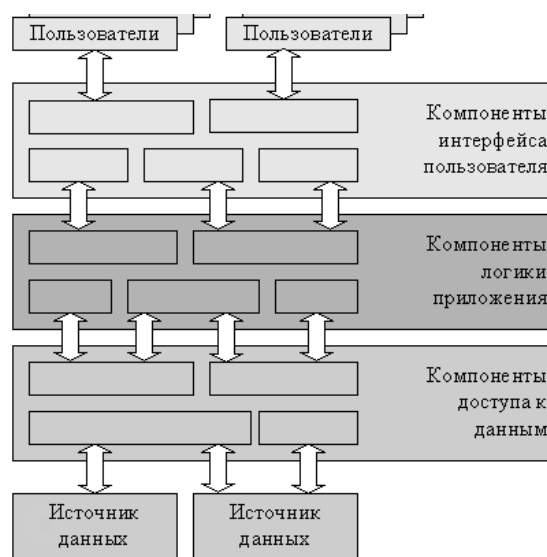 Пользователи
Пользователи
Компоненты
интерфейса
пользователя
Компоненты
логики
приложения
Компоненты
доступа к
данным
Источник
данных
Источник
данных